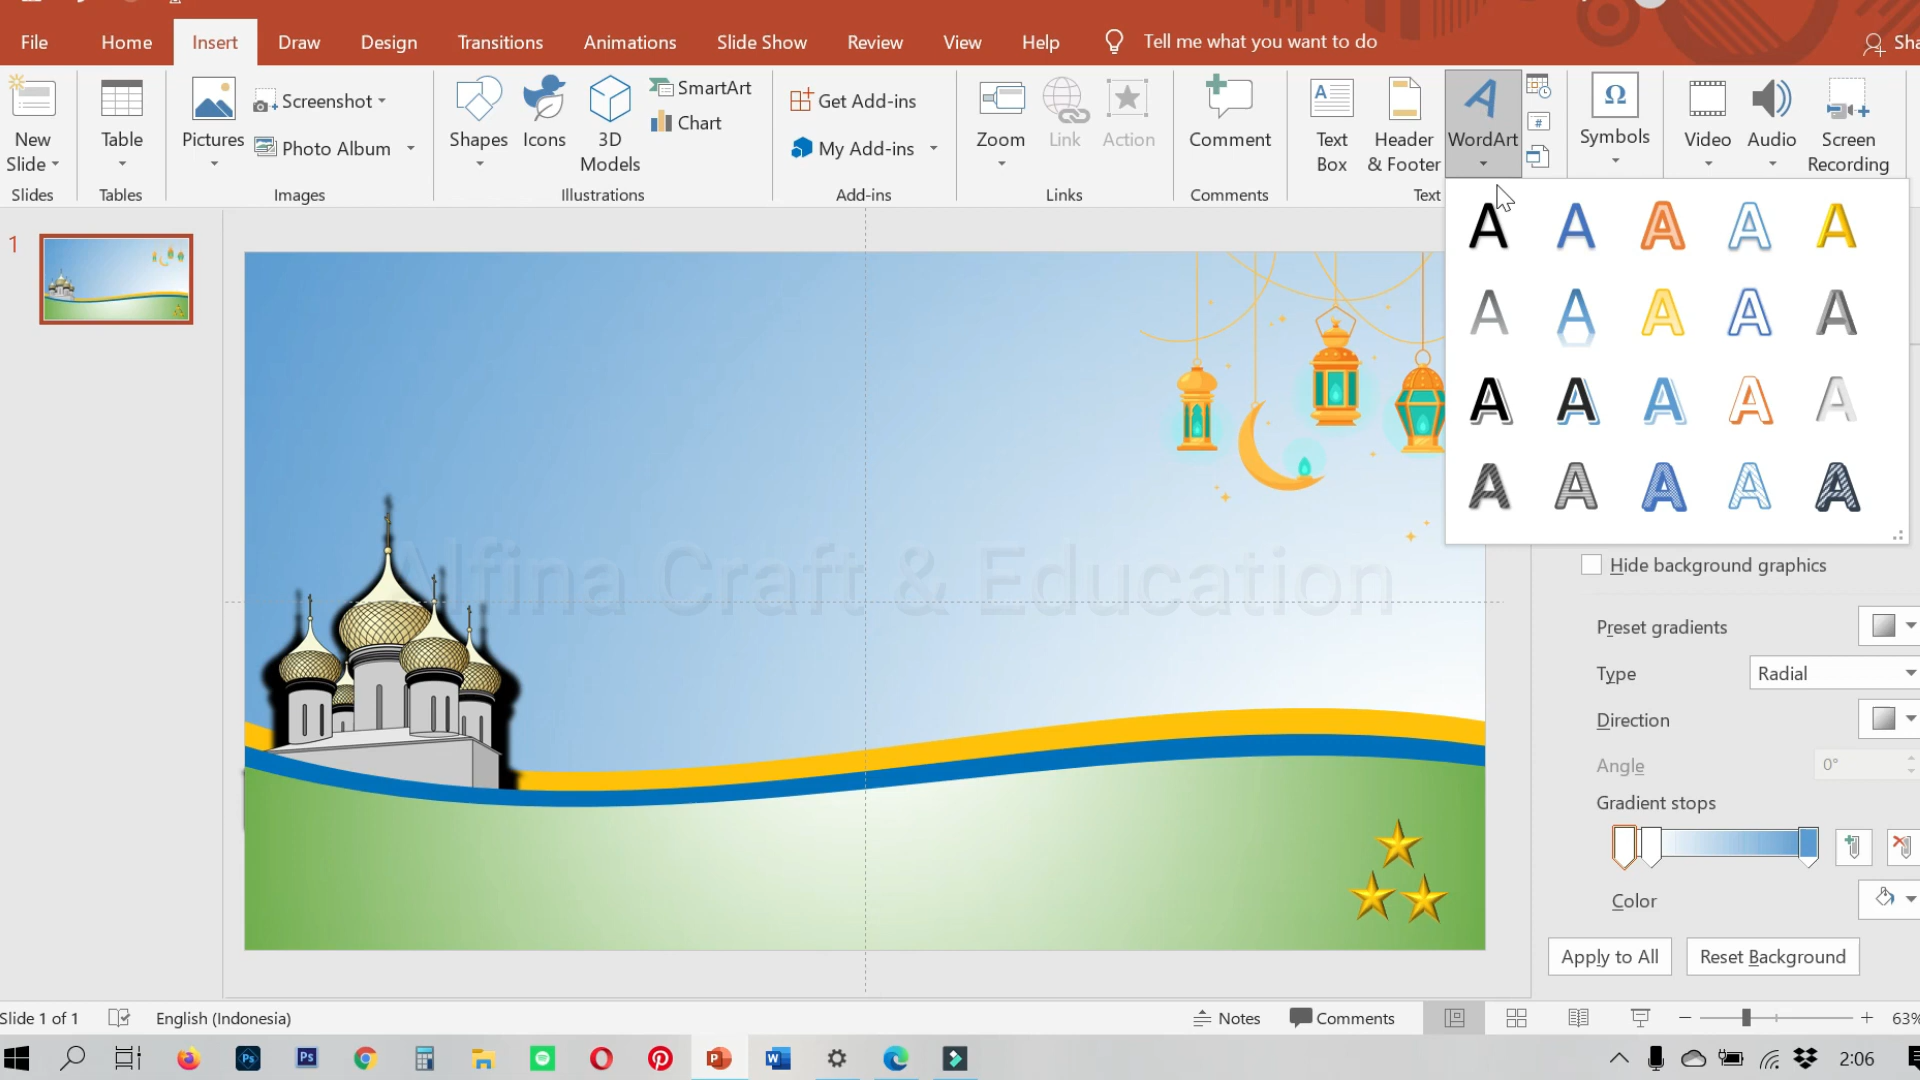 File Home Insert Draw Design Transitions Animations Slide Show Review View Help Tell me what you want to do
New Slide
Slides
Table
Tables
Pictures
Screenshot
Photo Album
Images
Shapes
Icons
3D Models
SmartArt
Chart
Illustrations
Get Add-ins
My Add-ins
Add-ins
Zoom
Link
Action
Links
Comment
Comments
Text Box
Header & Footer
WordArt
Text
Symbols
Video
Audio
Screen Recording
1
Alfina Craft & Education
Hide background graphics
Preset gradients
Type Radial
Direction
Angle 0°
Gradient stops
Color
Apply to All Reset Background
Slide 1 of 1 English (Indonesia) Notes Comments 63%
2:06